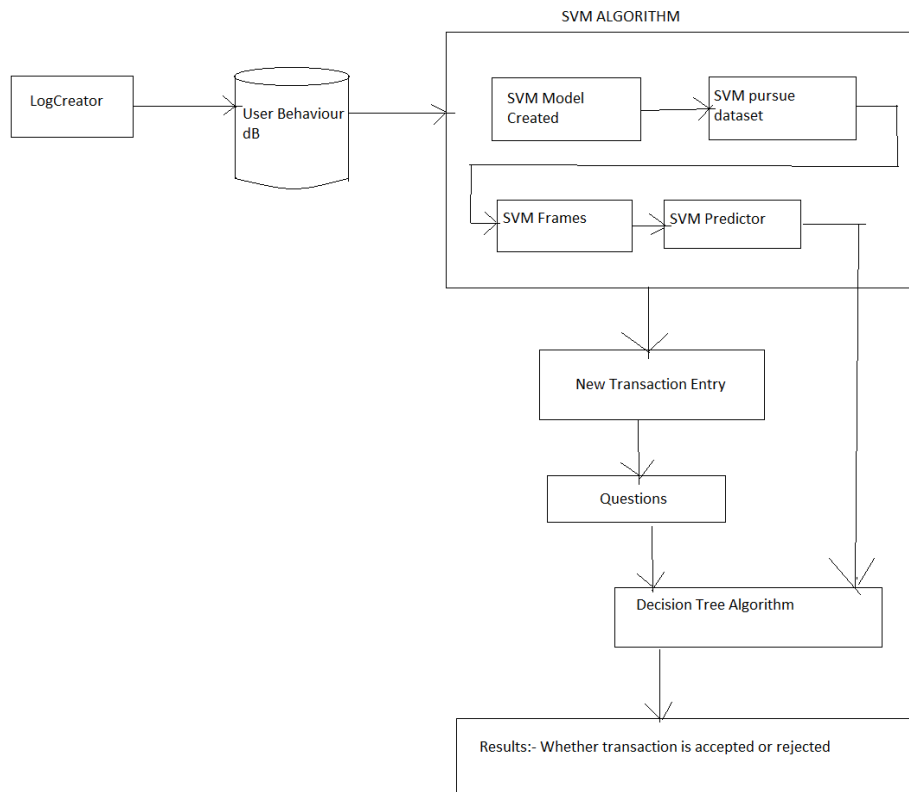 SVM ALGORITHM
LogCreator
User Behaviour
dB
SVM Model
Created
SVM pursue
dataset
SVM Frames
SVM Predictor
New Transaction Entry
Questions
Decision Tree Algorithm
Results:- Whether transaction is accepted or rejected